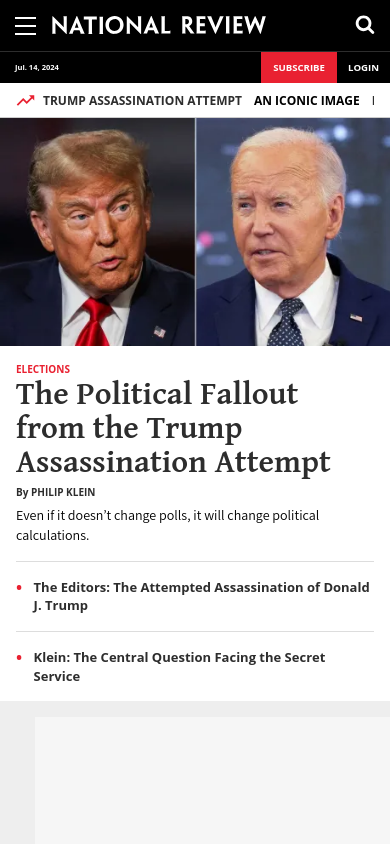 NATIONAL REVIEW
Jul. 14, 2024
SUBSCRIBE
LOGIN
TRUMP ASSASSINATION ATTEMPT
AN ICONIC IMAGE
ELECTIONS
The Political Fallout
from the Trump
Assassination Attempt
By PHILIP KLEIN
Even if it doesn’t change polls, it will change political
calculations.
The Editors: The Attempted Assassination of Donald
J. Trump
Klein: The Central Question Facing the Secret
Service